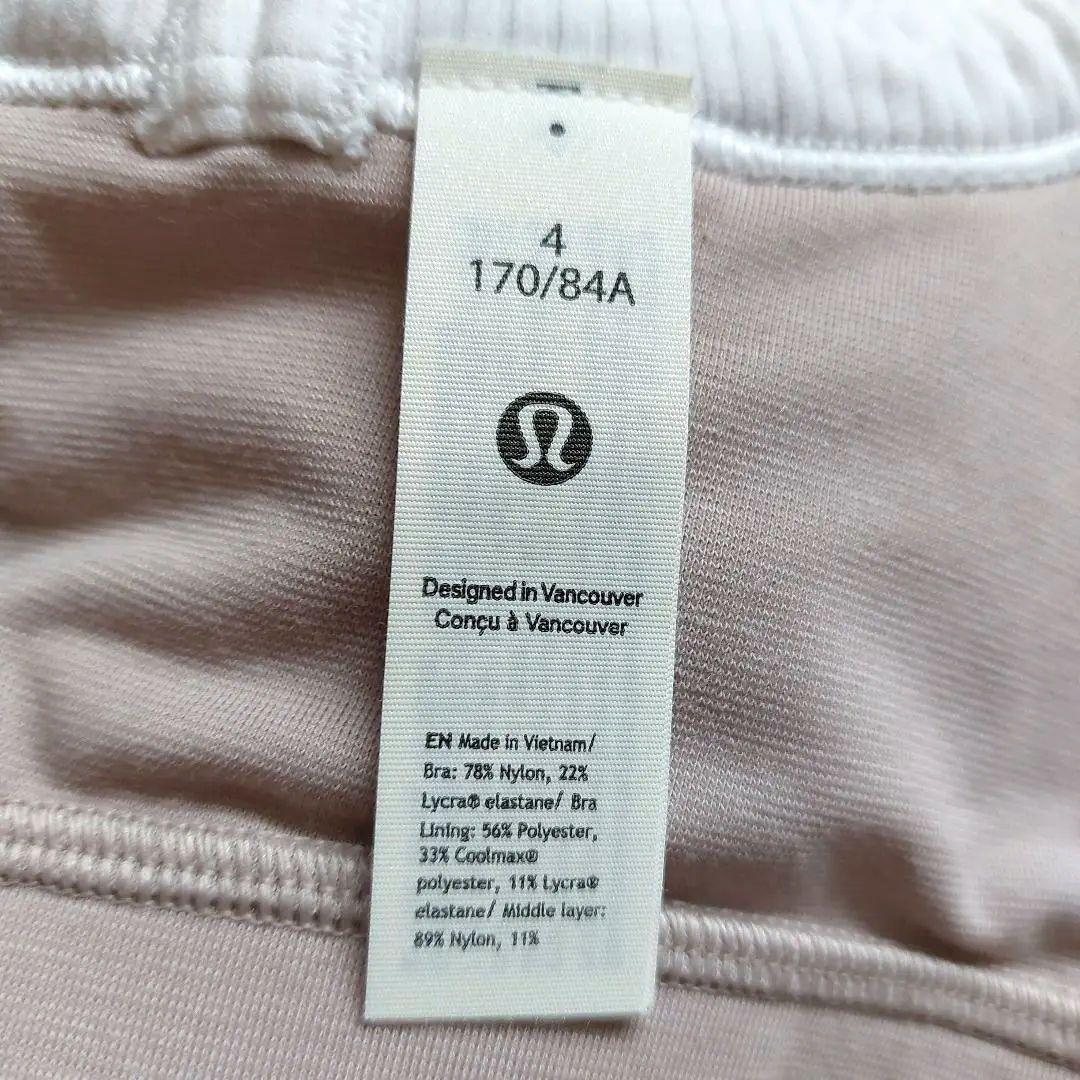 4
170/84A
Designed in Vancouver
Conçu à Vancouver
EN Made in Vietnam/
Bra: 78% Nylon, 22%
Lycra® elastane/ Bra
Lining: 56% Polyester,
33% Coolmax®
polyester, 11% Lycra®
elastane/ Middle layer:
89% Nylon, 11%